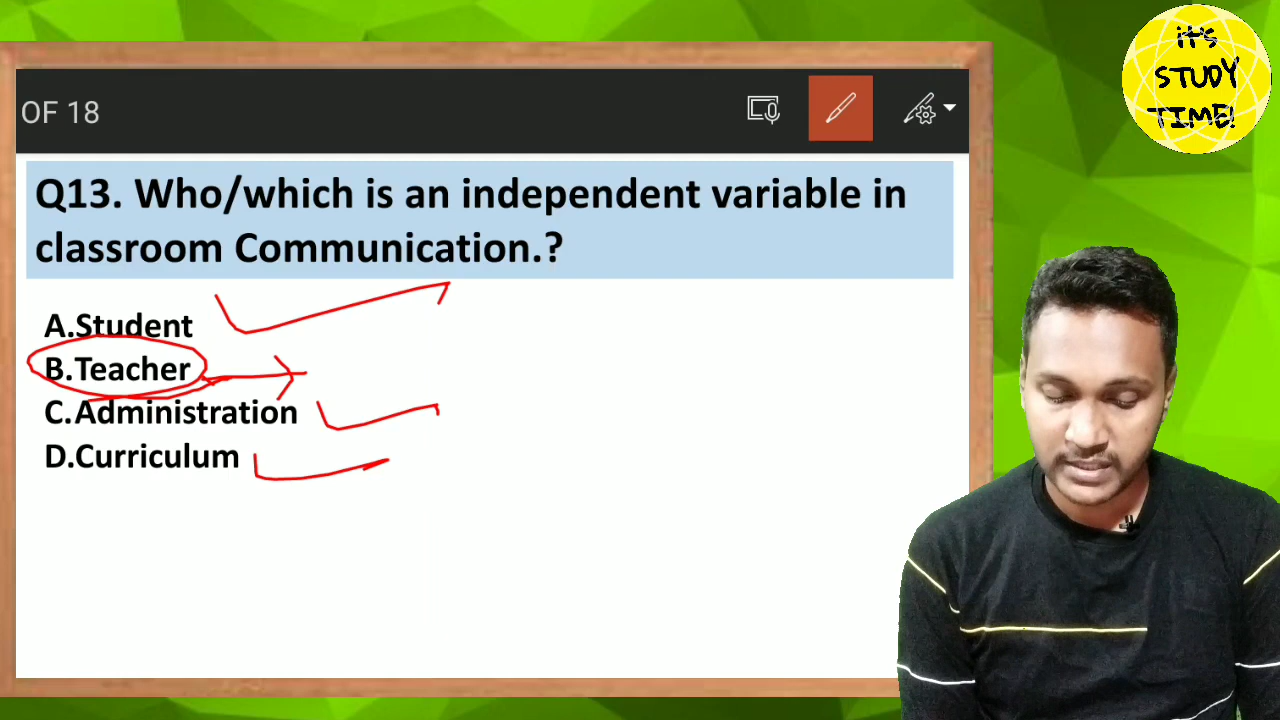 OF 18
IT'S
STUDY
TIME!
Q13. Who/which is an independent variable in
classroom Communication.?
A.Student
B.Teacher
C.Administration
D.Curriculum